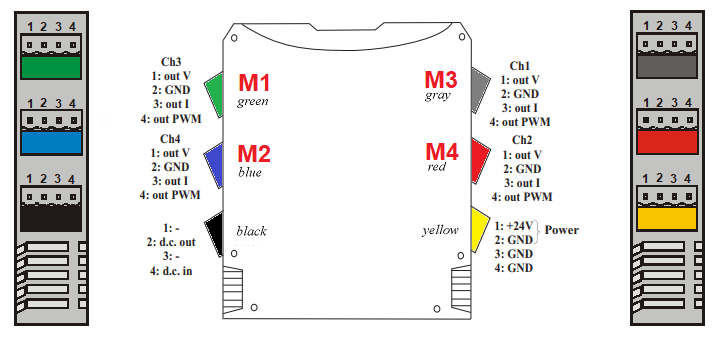 1 2 3 4
1 2 3 4
1 2 3 4
Ch3
1: out V
2: GND
3: out I
4: out PWM
M1
green
Ch4
1: out V
2: GND
3: out I
4: out PWM
M2
blue
1: -
2: d.c. out
3: -
4: d.c. in
black
M3
gray
Ch1
1: out V
2: GND
3: out I
4: out PWM
M4
red
Ch2
1: out V
2: GND
3: out I
4: out PWM
yellow
1: +24V
2: GND
Power
3: GND
4: GND
1 2 3 4
1 2 3 4
1 2 3 4